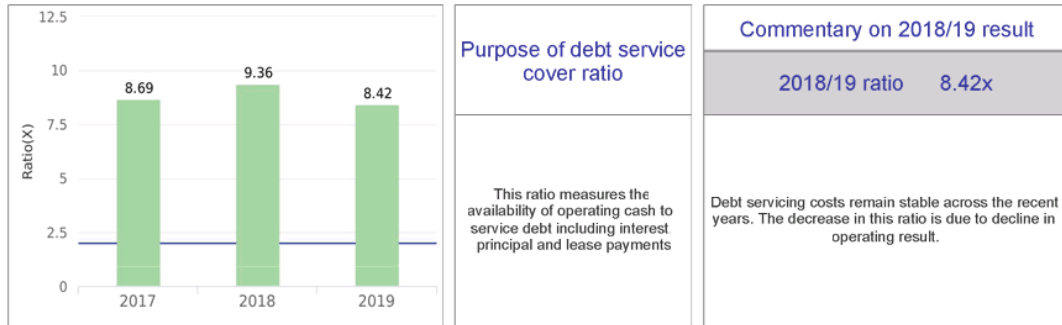 12.5
10
7.5
5
2.5
0
Ratio(X)
8.69
9.36
8.42
2017
2018
2019
Purpose of debt service
cover ratio
This ratio measures the
availability of operating cash to
service debt including interest
principal and lease payments
Commentary on 2018/19 result
2018/19 ratio 8.42x
Debt servicing costs remain stable across the recent
years. The decrease in this ratio is due to decline in
operating result.